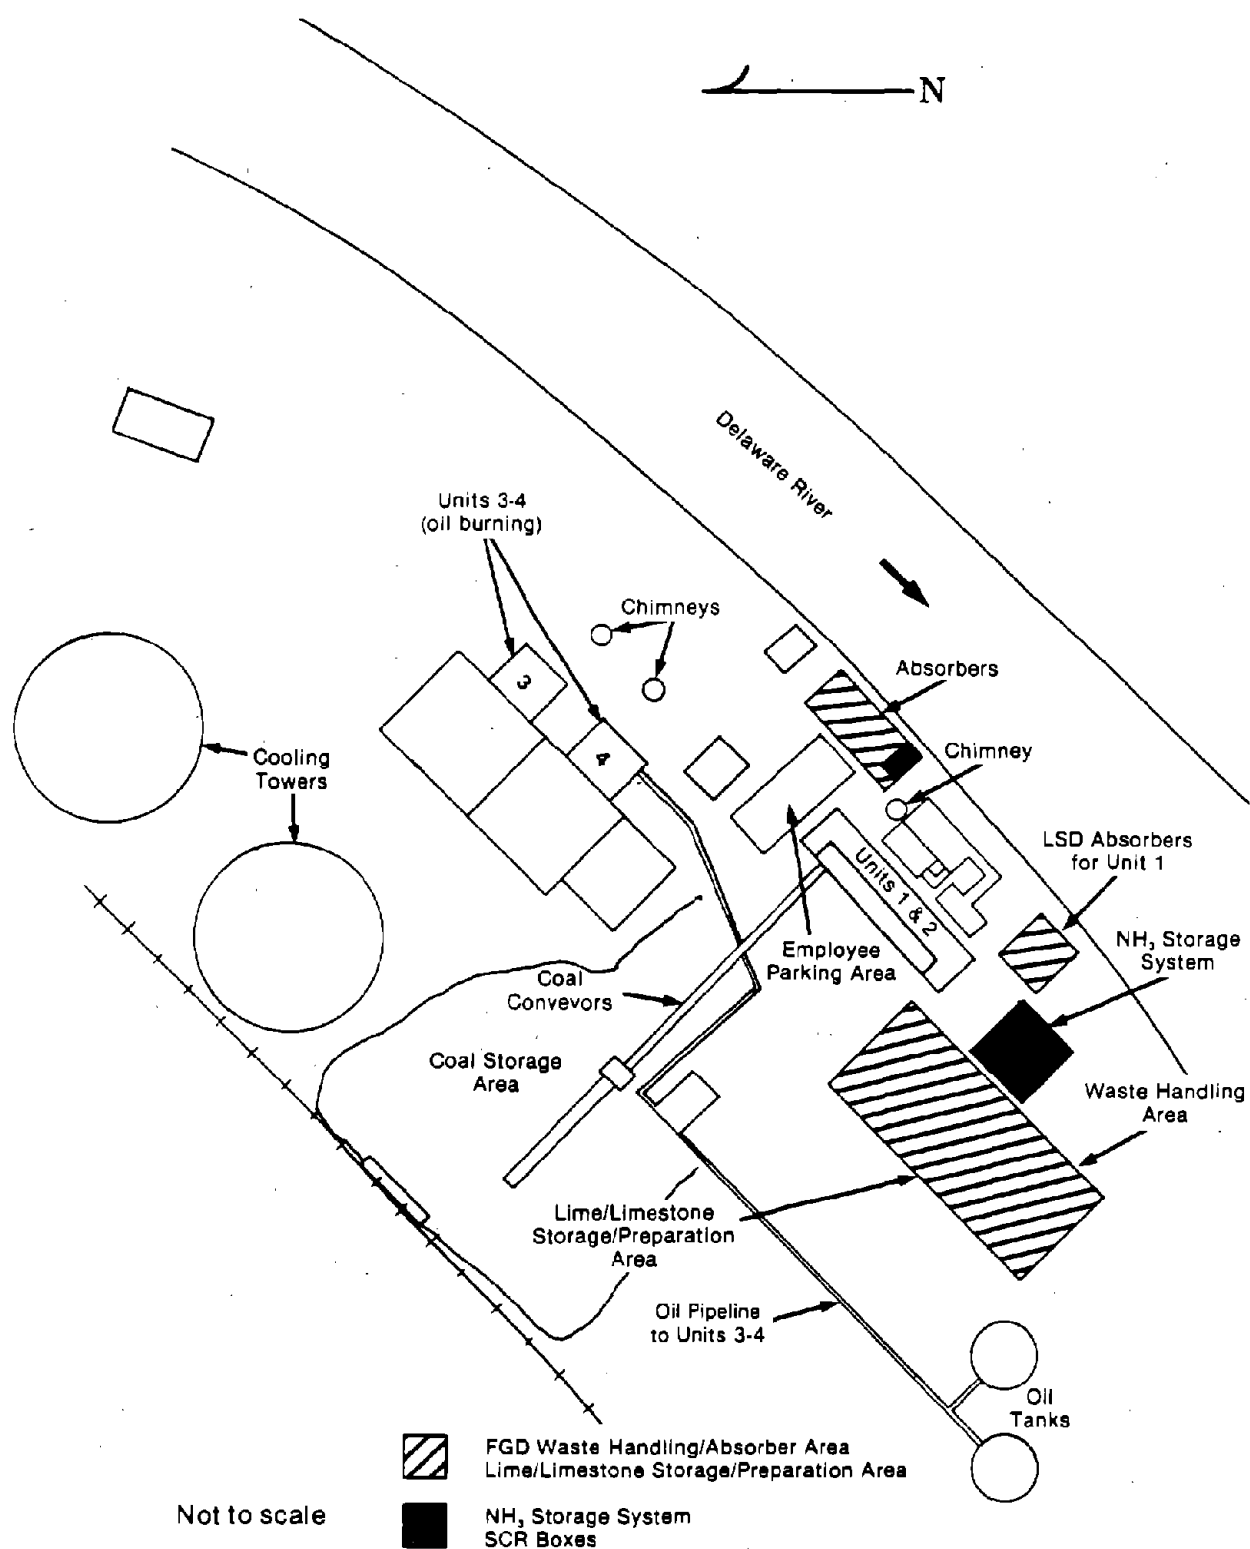 N
Delaware River
Units 3-4
(oil burning)
Chimneys
3
4
Absorbers
Cooling
Towers
Chimney
LSD Absorbers
for Unit 1
Units 1 & 2
NH₃ Storage
System
Employee
Parking Area
Coal
Convevors
Coal Storage
Area
Waste Handling
Area
Lime/Limestone
Storage/Preparation
Area
Oil Pipeline
to Units 3-4
Oil
Tanks
FGD Waste Handling/Absorber Area
Lime/Limestone Storage/Preparation Area
Not to scale
NH₃ Storage System
SCR Boxes